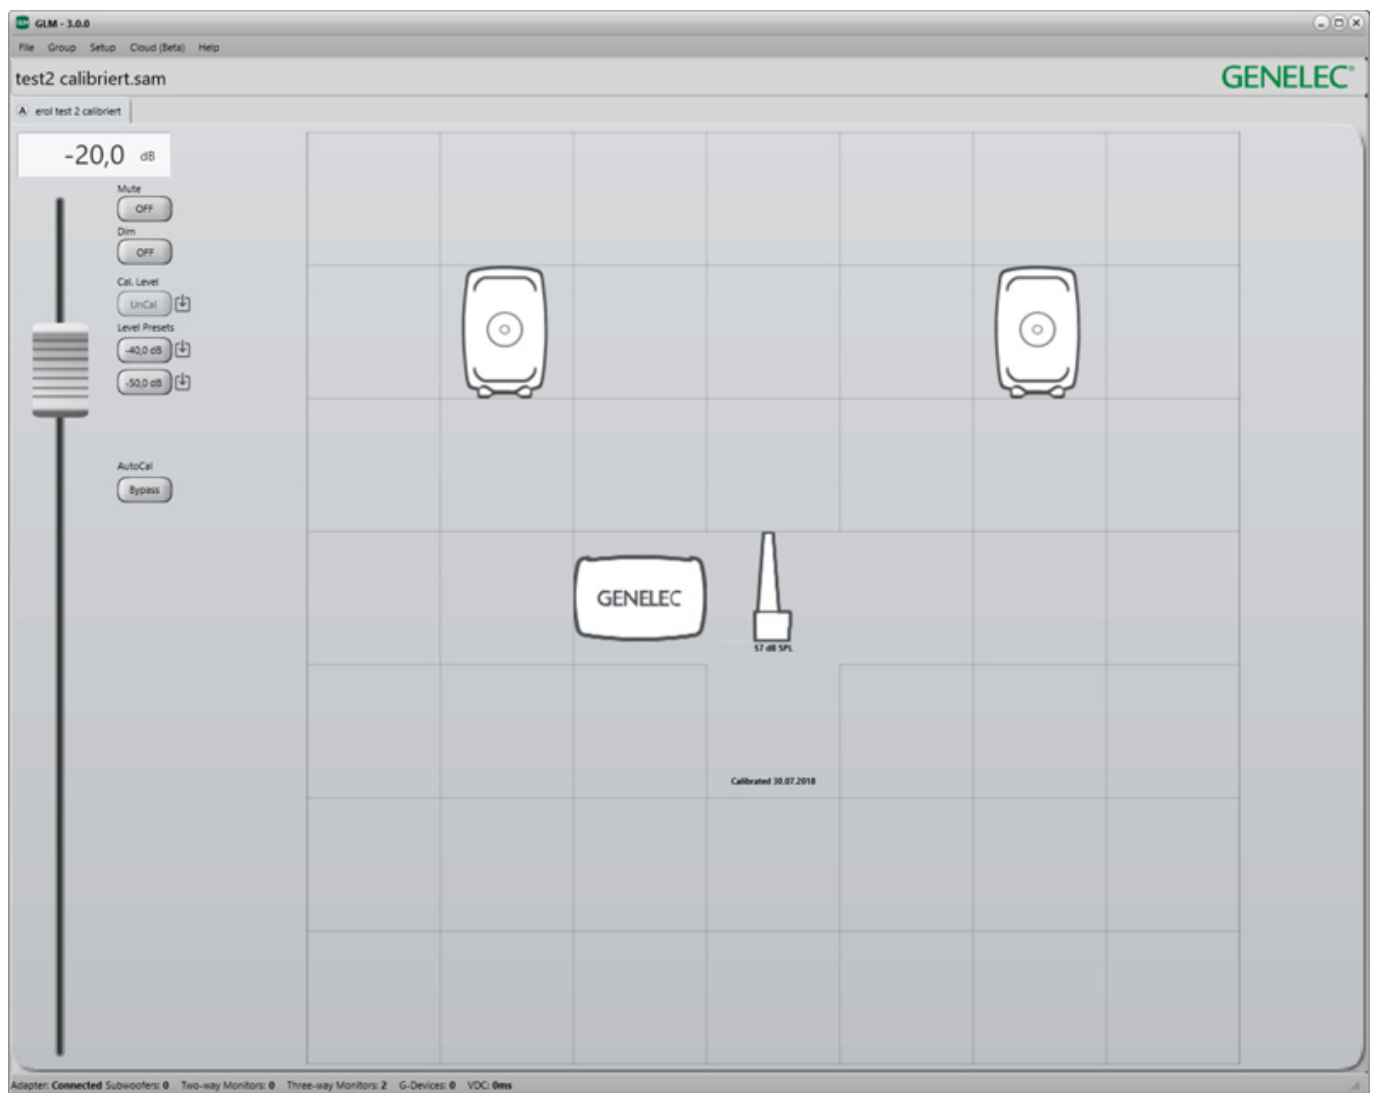 GLM - 3.0.0
File Group Setup Cloud (Beta) Help
test2 calibriert.sam
GENELEC
A erol test 2 calibriert
-20,0 dB
Mute
OFF
Dim
OFF
Cal. Level
UnCal
Level Presets
-40,0 dB
-50,0 dB
AutoCal
Bypass
GENELEC
57 dB SPL
Calibrated 30.07.2018
Adapter: Connected Subwoofers: 0 Two-way Monitors: 0 Three-way Monitors: 2 G-Devices: 0 VDC: 0ms